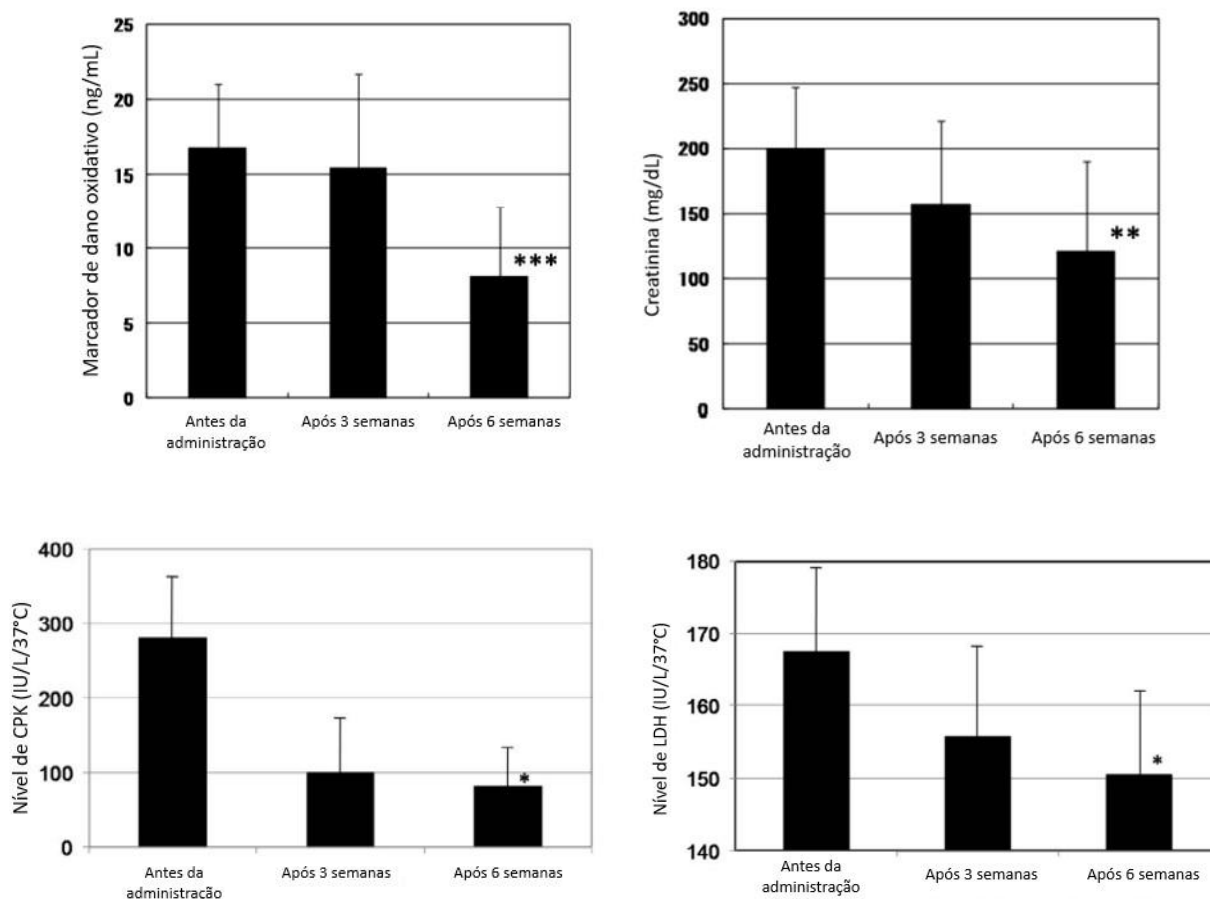 Marcador de dano oxidativo (ng/mL)
25
20
15
10
5
0
***
Antes da
administração
Após 3 semanas
Após 6 semanas
Creatinina (mg/dL)
300
250
200
150
100
50
0
**
Antes da
administração
Após 3 semanas
Após 6 semanas
Nível de CPK (IU/L/37°C)
400
300
200
100
0
*
Antes da
administração
Após 3 semanas
Após 6 semanas
Nível de LDH (IU/L/37°C)
180
170
160
150
140
*
Antes da
administração
Após 3 semanas
Após 6 semanas